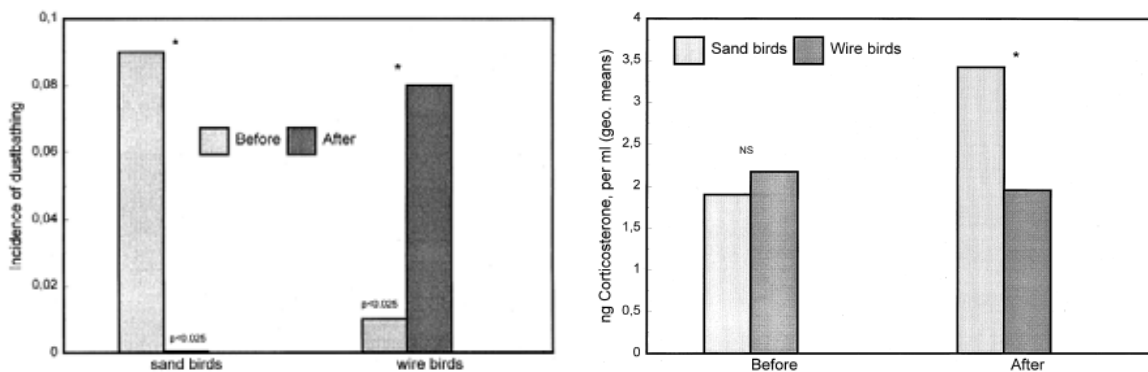 0,1
0,08
0,06
0,04
0,02
0
Incidence of dustbathing
*
*
Before
After
p<0.025
p<0.025
sand birds
wire birds
4
3,5
3
2,5
2
1,5
1
0,5
0
ng Corticosterone, per ml (geo. means)
Sand birds
Wire birds
*
NS
Before
After